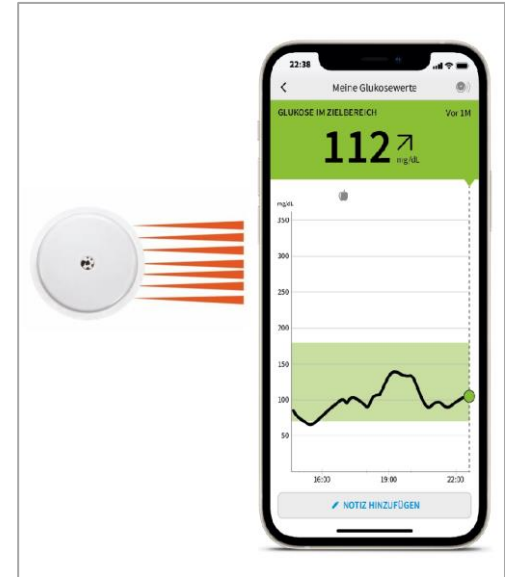 22:38
Meine Glukosewerte
GLUKOSE IM ZIELBEREICH Vor 1M
112
mg/dL
mg/dL
350
300
250
200
150
100
50
16:00 19:00 22:00
NOTIZ HINZUFÜGEN